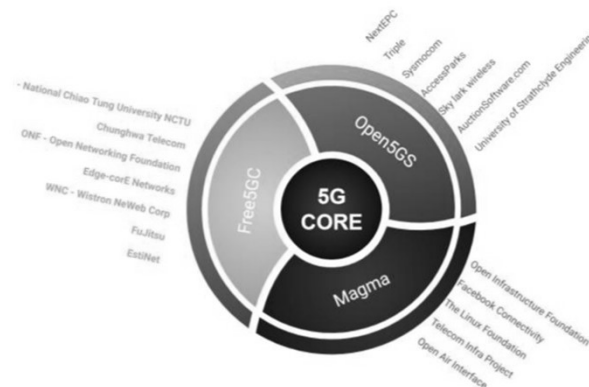 NextEPC
Triple
Sysmocom
AccessParks
Sky lark wireless
AuctionSoftware.com
University of Strathclyde Engineering
- National Chiao Tung University NCTU
Chunghwa Telecom
ONF - Open Networking Foundation
Edge-corE Networks
WNC - Wistron NeWeb Corp
FuJitsu
EstiNet
Free5GC
Open5GS
5G
CORE
Magma
Open Infrastructure Foundation
Facebook Connectivity
The Linux Foundation
Telecom Infra Project
Open Air Interface